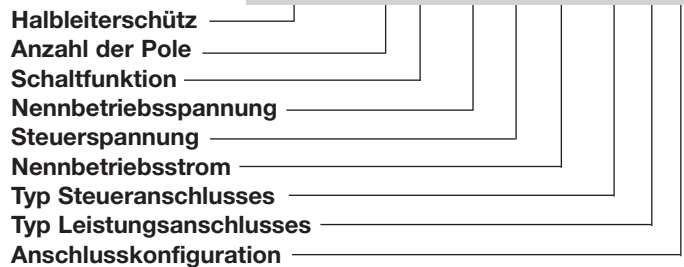 Halbleiterschütz
Anzahl der Pole
Schaltfunktion
Nennbetriebsspannung
Steuerspannung
Nennbetriebsstrom
Typ Steueranschlusses
Typ Leistungsanschlusses
Anschlusskonfiguration